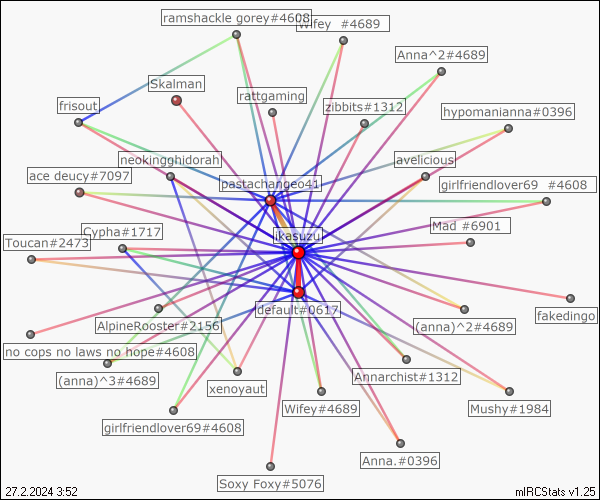 ramshackle gorey#4608
Wifey #4689
Anna^2#4689
Skalman
rattgaming
zibbits#1312
frisout
hypomanianna#0396
neokingghidorah
avelicious
ace deucy#7097
pastachangeo41
girlfriendlover69 #4608
Cypha#1717
ikasuzu
Mad #6901
Toucan#2473
default#0617
fakedingo
AlpineRooster#2156
(anna)^2#4689
no cops no laws no hope#4608
(anna)^3#4689
xenoyaut
Annarchist#1312
girlfriendlover69#4608
Wifey#4689
Mushy#1984
Anna.#0396
Soxy Foxy#5076
27.2.2024 3:52
mIRCStats v1.25